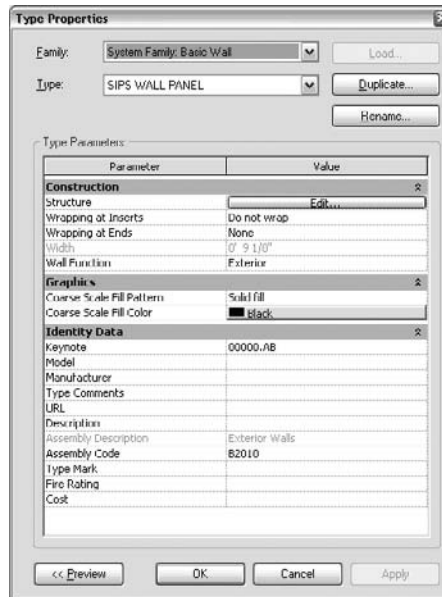 Type Properties
Family: System Family: Basic Wall Load...
Type: SIPS WALL PANEL Duplicate...
Rename...
Type Parameters:
Parameter Value
Construction
Structure Edit...
Wrapping at Inserts Do not wrap
Wrapping at Ends None
Width 0' 9 1/8"
Wall Function Exterior
Graphics
Coarse Scale Fill Pattern Solid fill
Coarse Scale Fill Color Black
Identity Data
Keynote 00000.AB
Model
Manufacturer
Type Comments
URL
Description
Assembly Description Exterior Walls
Assembly Code B2010
Type Mark
Fire Rating
Cost
<< Preview OK Cancel Apply